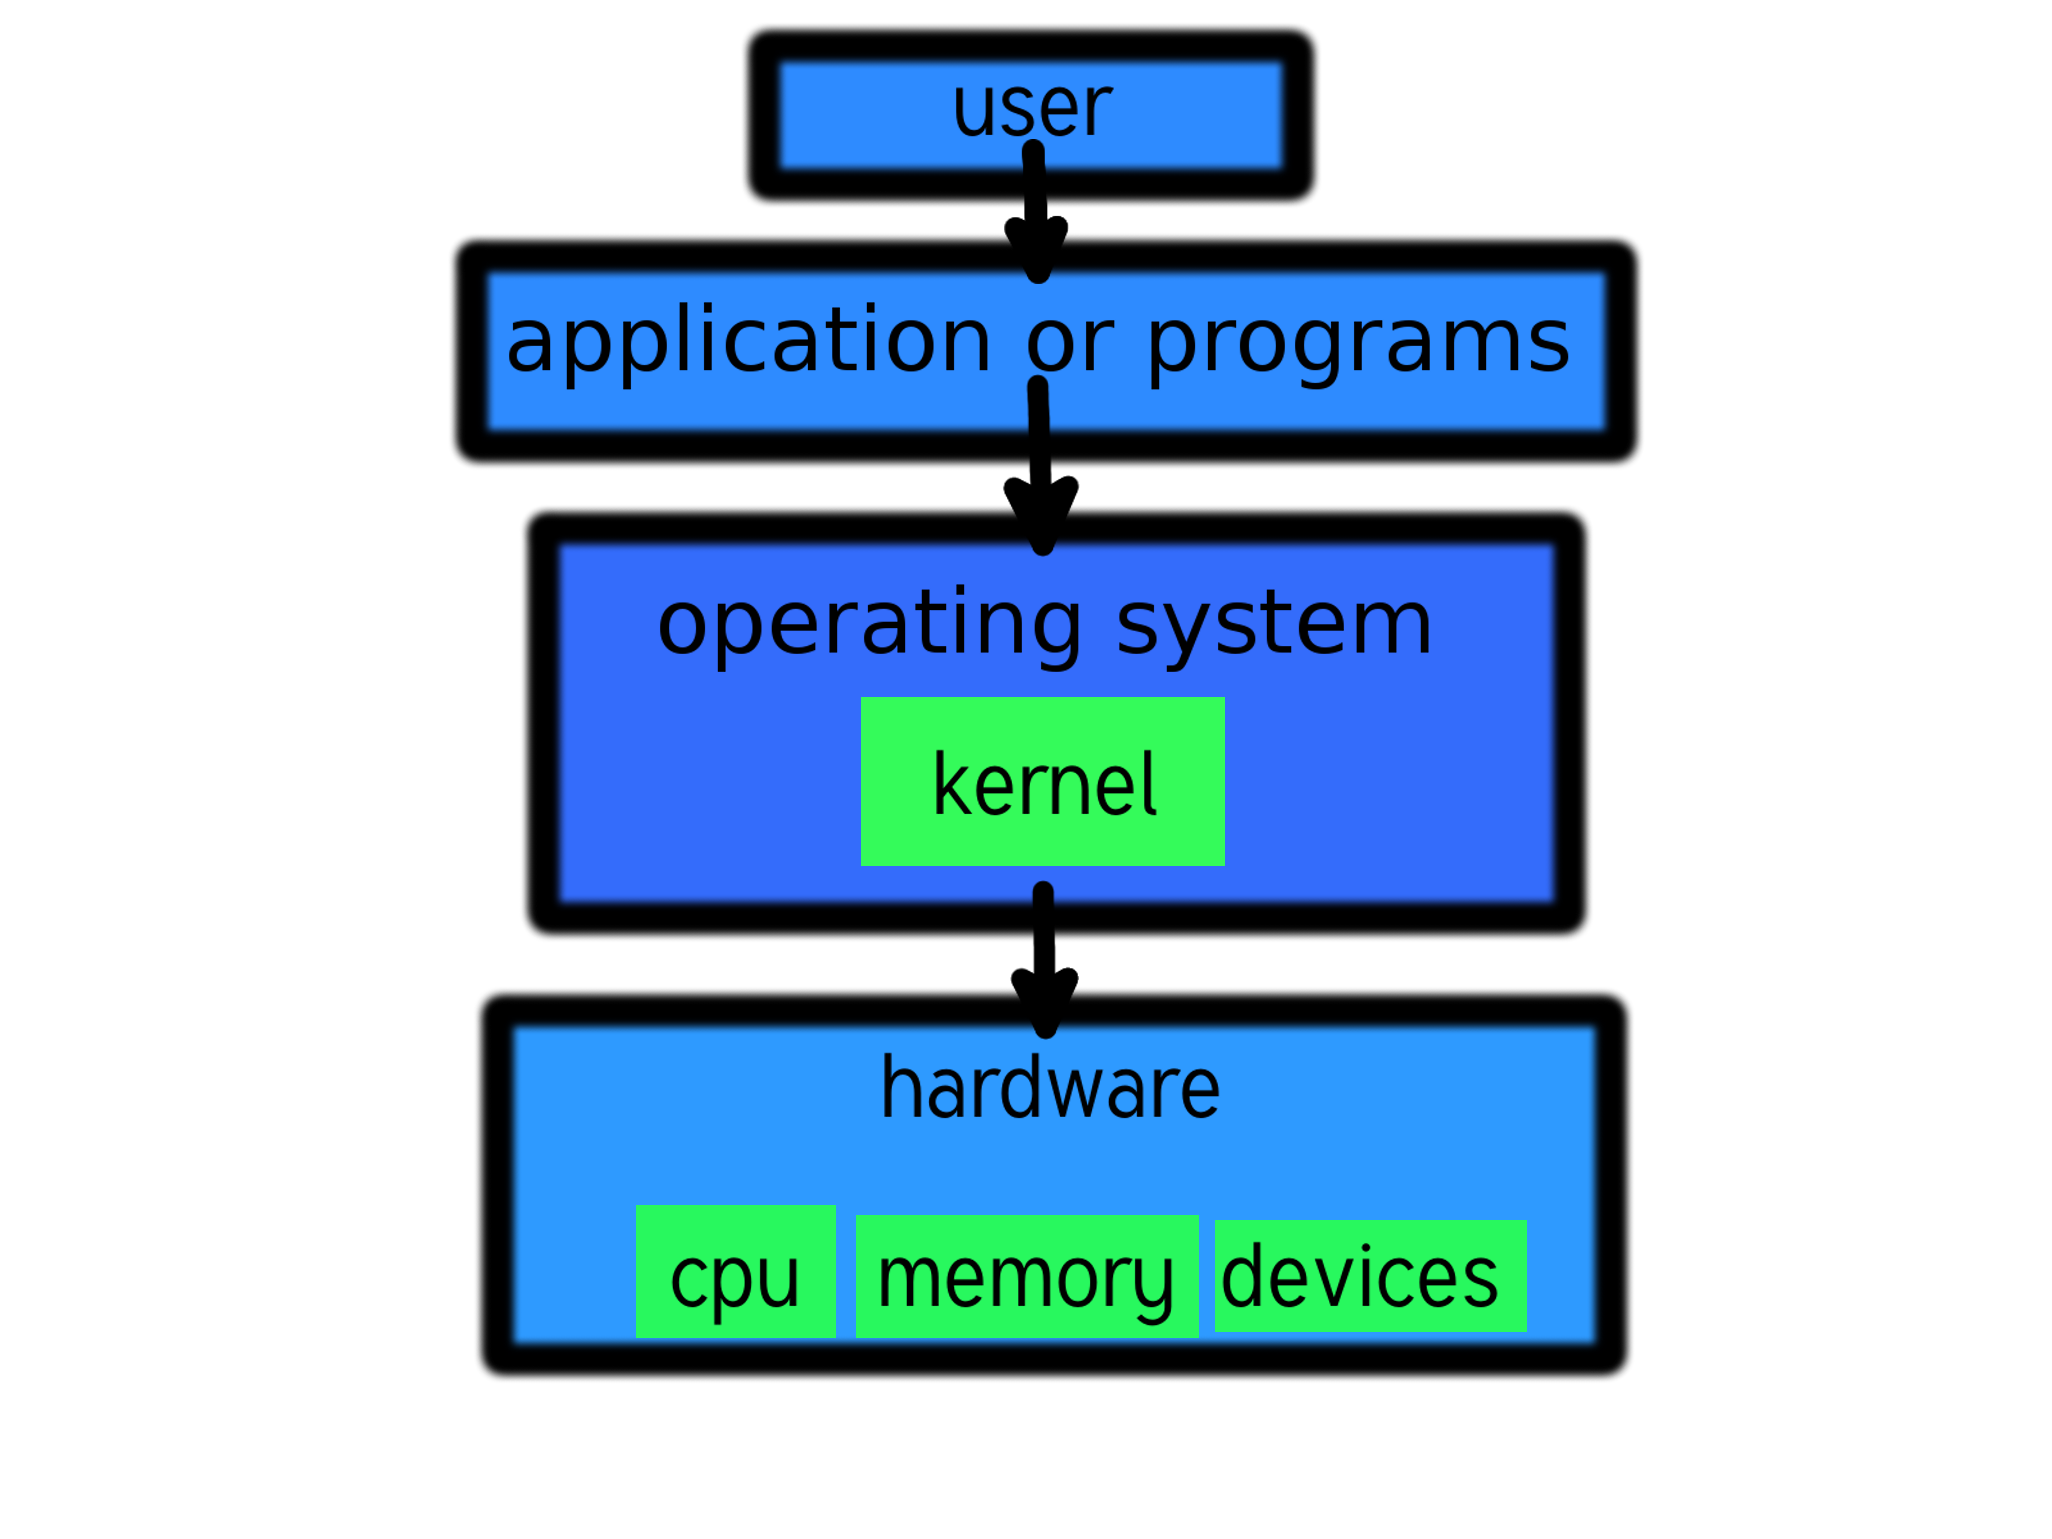 user
application or programs
operating system
kernel
hardware
cpu memory devices